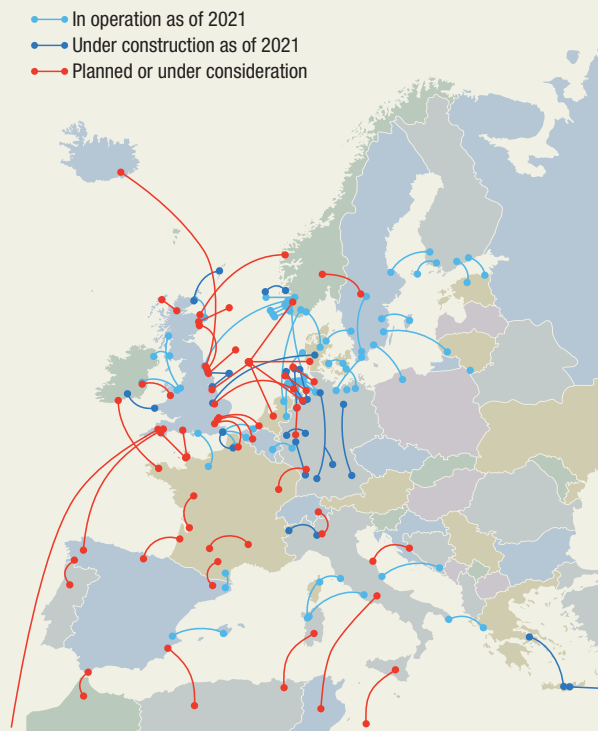 In operation as of 2021
Under construction as of 2021
Planned or under consideration